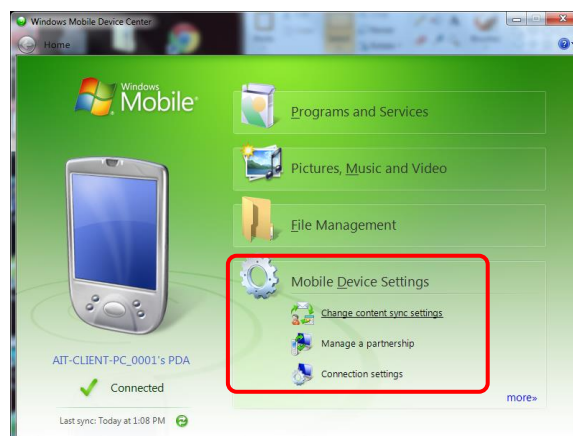 Windows Mobile Device Center
Home
Windows
Mobile®
Programs and Services
Pictures, Music and Video
File Management
Mobile Device Settings
Change content sync settings
Manage a partnership
Connection settings
more»
AIT-CLIENT-PC_0001's PDA
Connected
Last sync: Today at 1:08 PM